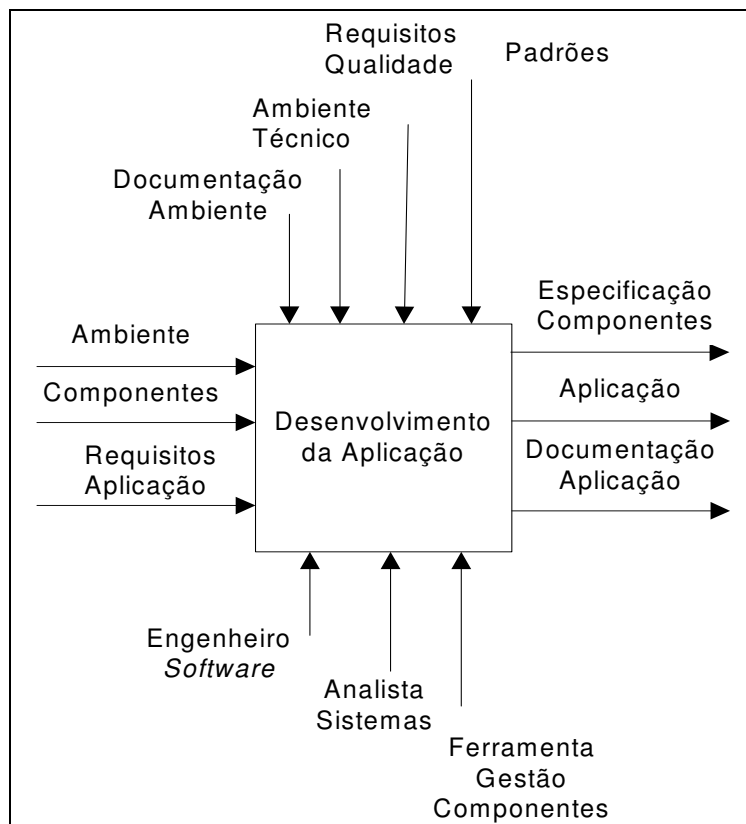 Requisitos
Qualidade
Padrões
Ambiente
Técnico
Documentação
Ambiente
Ambiente
Componentes
Requisitos
Aplicação
Desenvolvimento
da Aplicação
Especificação
Componentes
Aplicação
Documentação
Aplicação
Engenheiro
Software
Analista
Sistemas
Ferramenta
Gestão
Componentes